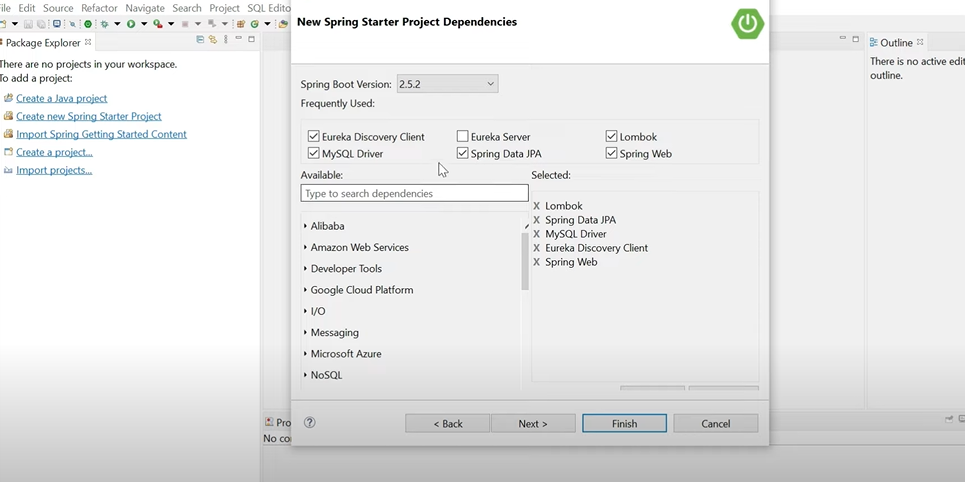 Edit Source Refactor Navigate Search Project SQL Edito
New Spring Starter Project Dependencies
Package Explorer
There are no projects in your workspace.
To add a project:
Create a Java project
Create new Spring Starter Project
Import Spring Getting Started Content
Create a project...
Import projects...
Spring Boot Version: 2.5.2
Frequently Used:
Eureka Discovery Client Eureka Server Lombok
MySQL Driver Spring Data JPA Spring Web
Available: Selected:
Type to search dependencies
Alibaba
Amazon Web Services
Developer Tools
Google Cloud Platform
I/O
Messaging
Microsoft Azure
NoSQL
X Lombok
X Spring Data JPA
X MySQL Driver
X Eureka Discovery Client
X Spring Web
< Back Next > Finish Cancel
Outline
There is no active edit
outline.
Pro
No co